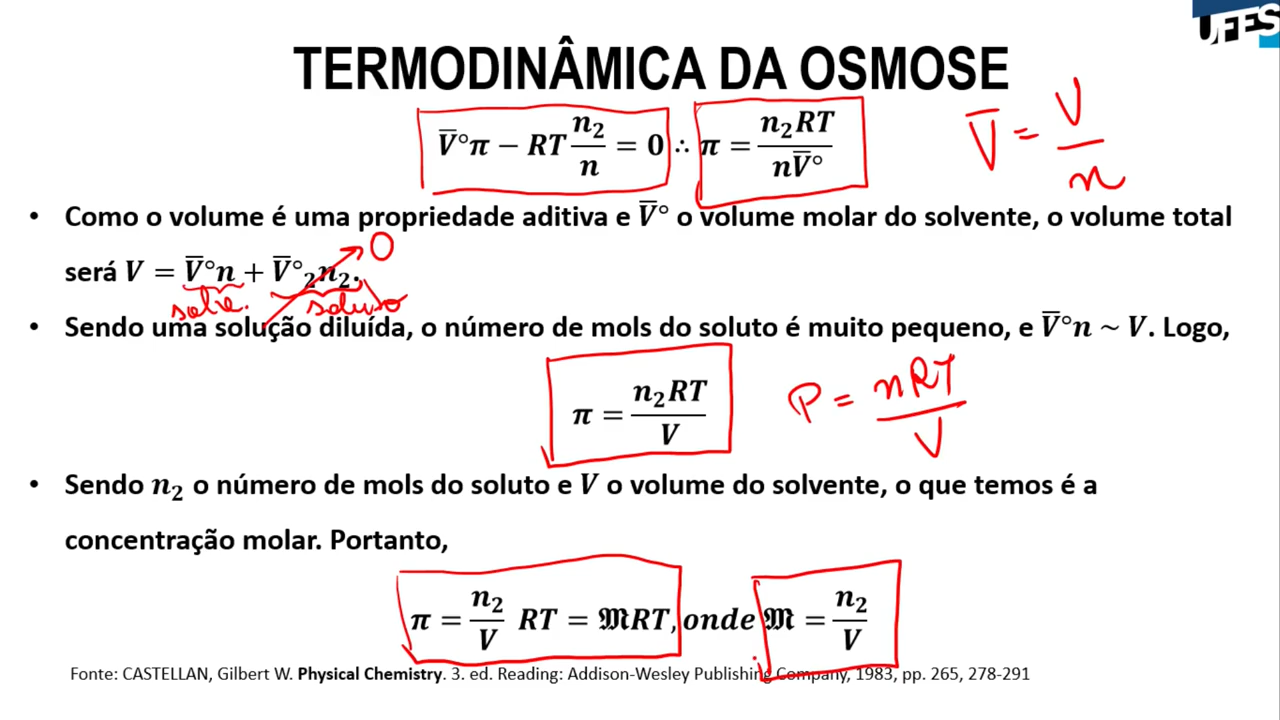 UFES
TERMODINÂMICA DA OSMOSE
V̅°π − RT n₂/n = 0 ∴ π = n₂RT/nV̅°
V̅ = V/n
• Como o volume é uma propriedade aditiva e V̅° o volume molar do solvente, o volume total
será V = V̅°n + V̅°₂n₂.
0
solve. soluto
• Sendo uma solução diluída, o número de mols do soluto é muito pequeno, e V̅°n ~ V. Logo,
π = n₂RT/V
P = nRT/V
• Sendo n₂ o número de mols do soluto e V o volume do solvente, o que temos é a
concentração molar. Portanto,
π = n₂/V RT = 𝕸RT, onde 𝕸 = n₂/V
Fonte: CASTELLAN, Gilbert W. Physical Chemistry. 3. ed. Reading: Addison-Wesley Publishing Company, 1983, pp. 265, 278-291